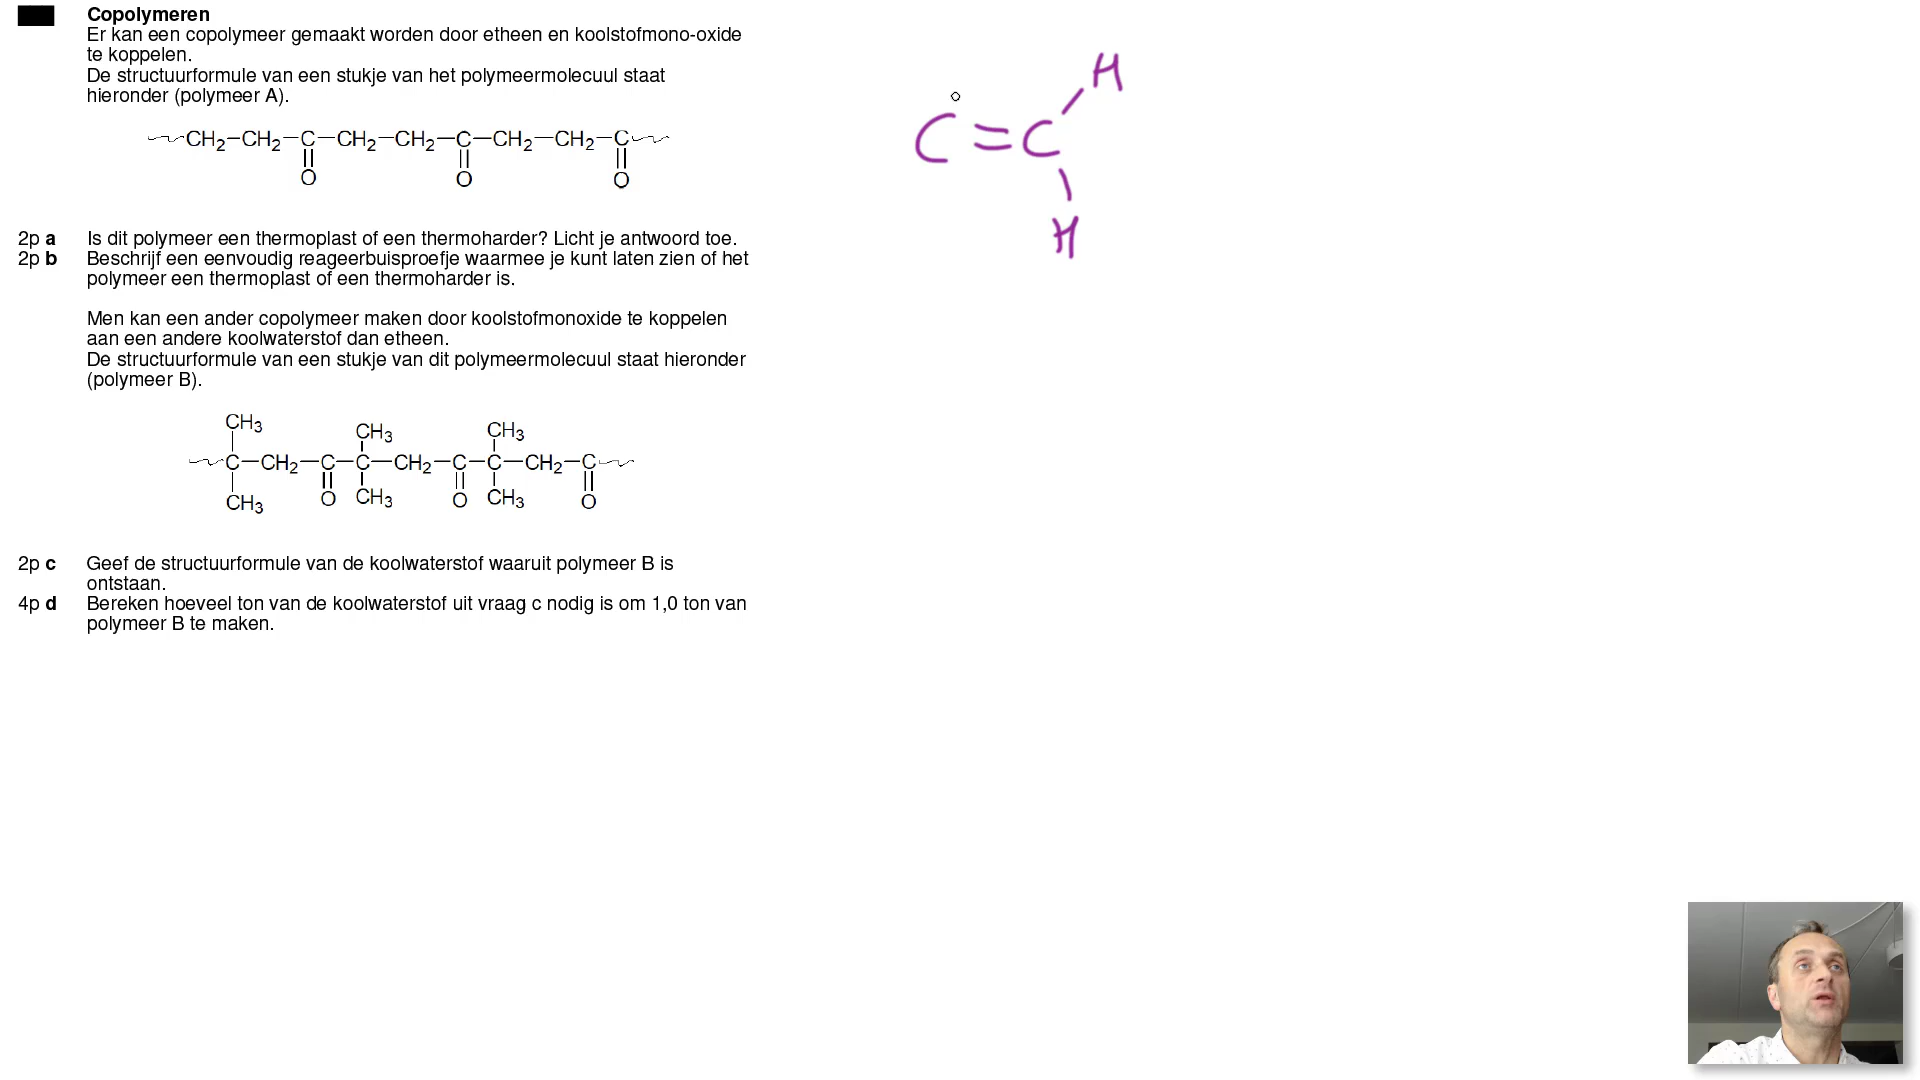 Copolymeren
Er kan een copolymeer gemaakt worden door etheen en koolstofmono-oxide
te koppelen.
De structuurformule van een stukje van het polymeermolecuul staat
hieronder (polymeer A).
CH2-CH2-C-CH2-CH2-C-CH2-CH2-C
O O O
2p a Is dit polymeer een thermoplast of een thermoharder? Licht je antwoord toe.
2p b Beschrijf een eenvoudig reageerbuisproefje waarmee je kunt laten zien of het
polymeer een thermoplast of een thermoharder is.
Men kan een ander copolymeer maken door koolstofmonoxide te koppelen
aan een andere koolwaterstof dan etheen.
De structuurformule van een stukje van dit polymeermolecuul staat hieronder
(polymeer B).
CH3 CH3 CH3
C-CH2-C-C-CH2-C-C-CH2-C
CH3 O CH3 O CH3 O
2p c Geef de structuurformule van de koolwaterstof waaruit polymeer B is
ontstaan.
4p d Bereken hoeveel ton van de koolwaterstof uit vraag c nodig is om 1,0 ton van
polymeer B te maken.
H
C=C
H